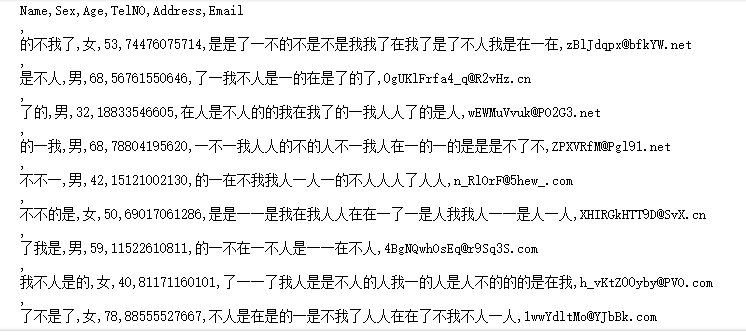 Name,Sex,Age,TelNO,Address,Email
,
的不我了,女,53,74476075714,是是了一不的不是不是我我了在我了是了不人我是在一在,zBlJdqpx@bfkYW.net
,
是不人,男,68,56761550646,了一我不人是一的在是了的了,OgUKlFrfa4_q@R2vHz.cn
,
了的,男,32,18833546605,在人是不人的的我在我了的一我人人了的是人,wEWMuVvuk@PO2G3.net
,
的一我,男,68,78804195620,一不一我人人的不的人不一我人在一的一的是是是不了不,ZPXVRfM@Pgl91.net
,
不不一,男,42,15121002130,的一在不我我人一人一的不人人人了人人,n_RlOrF@5hew_.com
,
不不的是,女,50,69017061286,是是一一是我在我人人在在一了一是人我我人一一是人一人,XHIRGkHTT9D@SvX.cn
,
了我是,男,59,11522610811,的一不在一不人是一一在不人,4BgNQwhOsEq@r9Sq3S.com
,
我不人是的,女,40,81171160101,了一一了我人是是不人的人我一的人是人不的的的是在我,h_vKtZOOyby@PVO.com
,
了不是了,女,78,88555527667,不人是在是的一是不我了人人在在了不我不人一人,1wwYdltMo@YJbBk.com